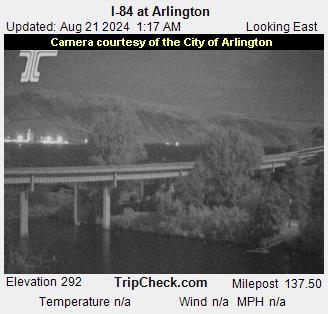 I-84 at Arlington
Updated: Aug 21 2024 1:17 AM Looking East
Camera courtesy of the City of Arlington
Elevation 292 TripCheck.com Milepost 137.50
Temperature n/a Wind n/a MPH n/a